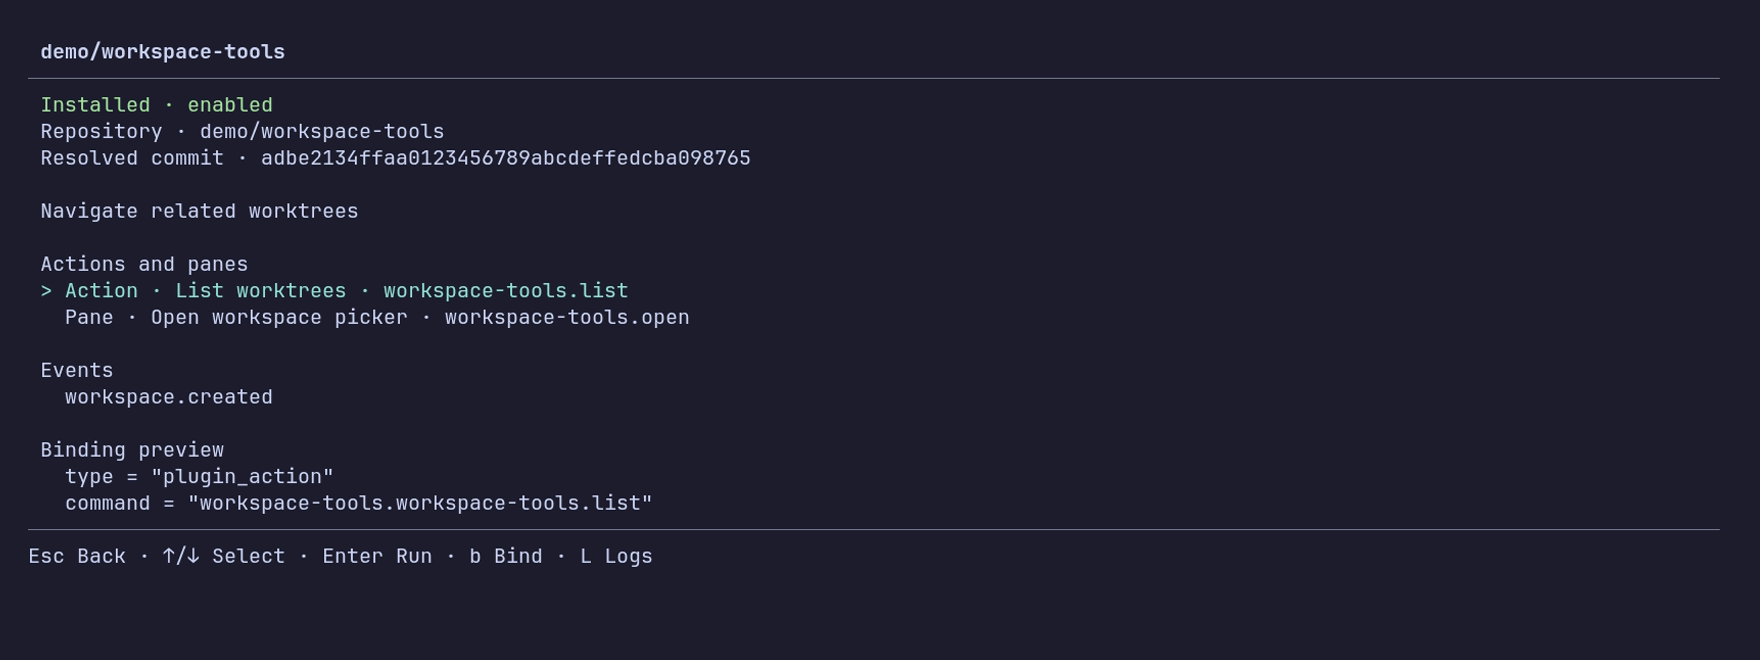 demo/workspace-tools
Installed · enabled
Repository · demo/workspace-tools
Resolved commit · adbe2134ffaa0123456789abcdeffedcba098765
Navigate related worktrees
Actions and panes
> Action · List worktrees · workspace-tools.list
Pane · Open workspace picker · workspace-tools.open
Events
workspace.created
Binding preview
type = "plugin_action"
command = "workspace-tools.workspace-tools.list"
Esc Back · ↑/↓ Select · Enter Run · b Bind · L Logs